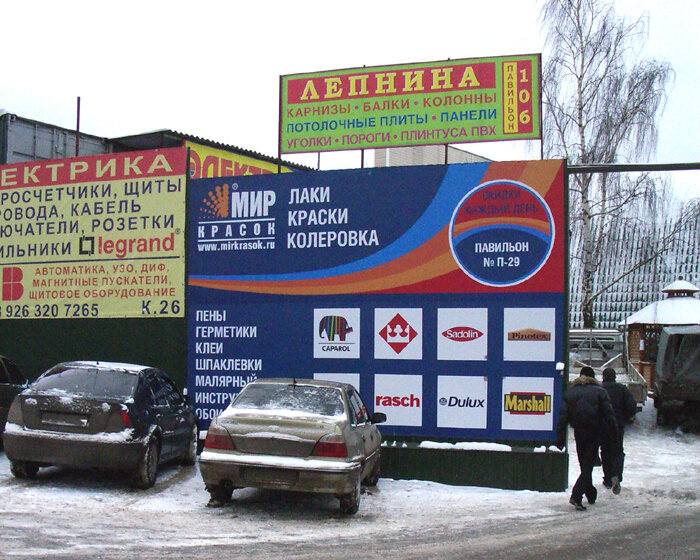 ЛЕПНИНА
КАРНИЗЫ • БАЛКИ • КОЛОННЫ
ПОТОЛОЧНЫЕ ПЛИТЫ • ПАНЕЛИ
УГОЛКИ • ПОРОГИ • ПЛИНТУСА ПВХ
ПАВИЛЬОН
106
ЕКТРИКА
РОСЧЕТЧИКИ, ЩИТЫ
РОВОДА, КАБЕЛЬ
ЮЧАТЕЛИ, РОЗЕТКИ
ИЛЬНИКИ legrand
АВТОМАТИКА, УЗО, ДИФ,
МАГНИТНЫЕ ПУСКАТЕЛИ,
ЩИТОВОЕ ОБОРУДОВАНИЕ
926 320 7265 К.26
МИР
КРАСОК
www.mirkrasok.ru
ЛАКИ
КРАСКИ
КОЛЕРОВКА
СКИДКИ
КАЖДЫЙ ДЕНЬ
ПАВИЛЬОН
№ П-29
ПЕНЫ
ГЕРМЕТИКИ
КЛЕИ
ШПАКЛЕВКИ
МАЛЯРНЫЙ
ИНСТРУ
ОБО
CAPAROL
Sadolin
Pinotex
rasch
Dulux
Marshall